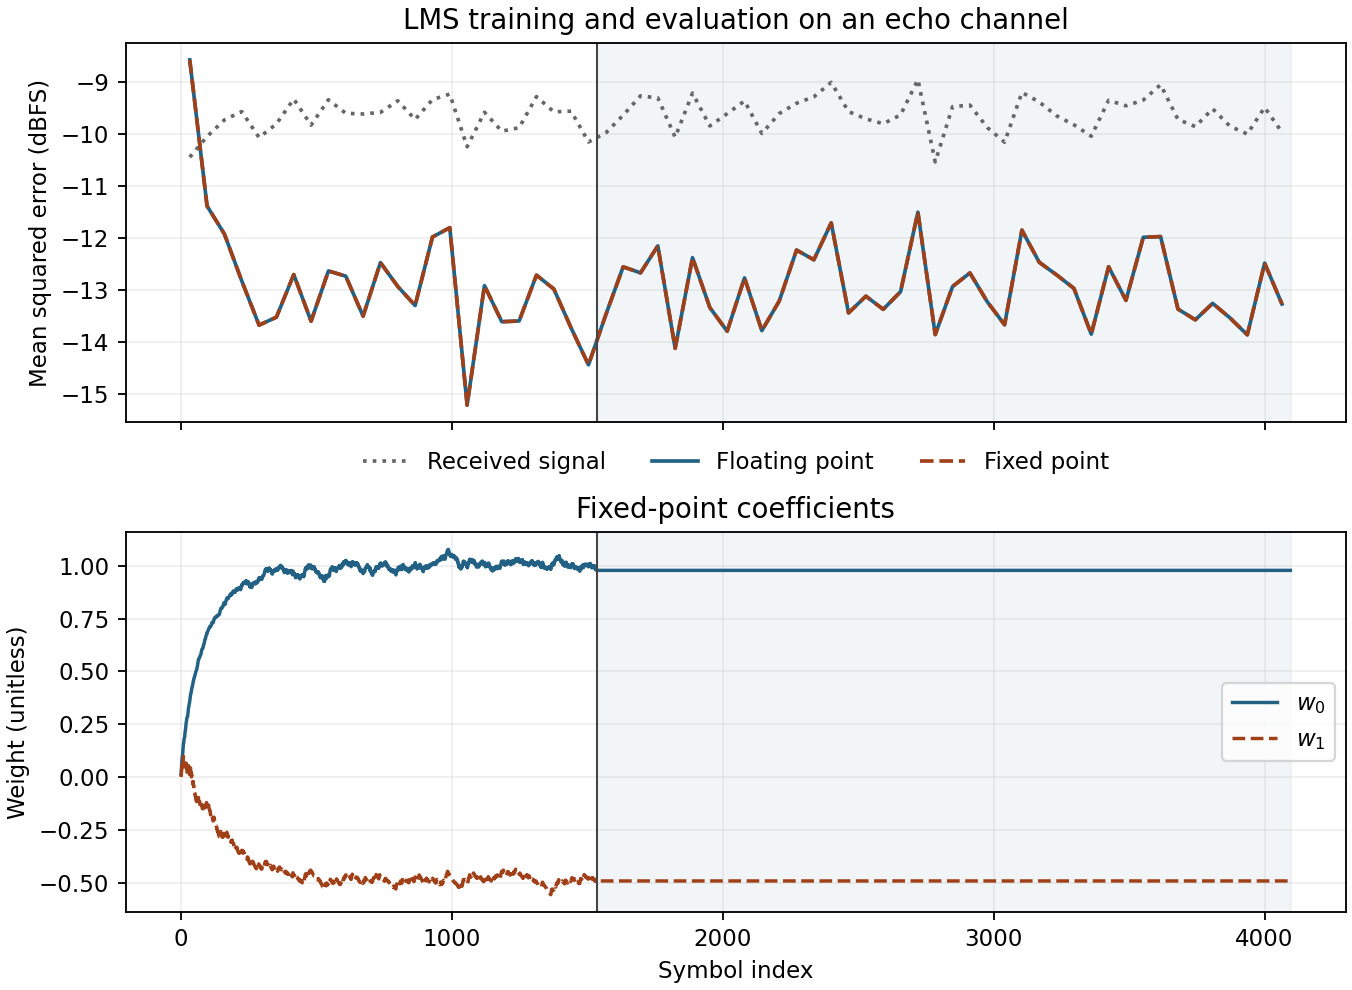 LMS training and evaluation on an echo channel
Mean squared error (dBFS)
−9
−10
−11
−12
−13
−14
−15
Received signal
Floating point
Fixed point
Fixed-point coefficients
Weight (unitless)
1.00
0.75
0.50
0.25
0.00
−0.25
−0.50
w₀
w₁
0
1000
2000
3000
4000
Symbol index